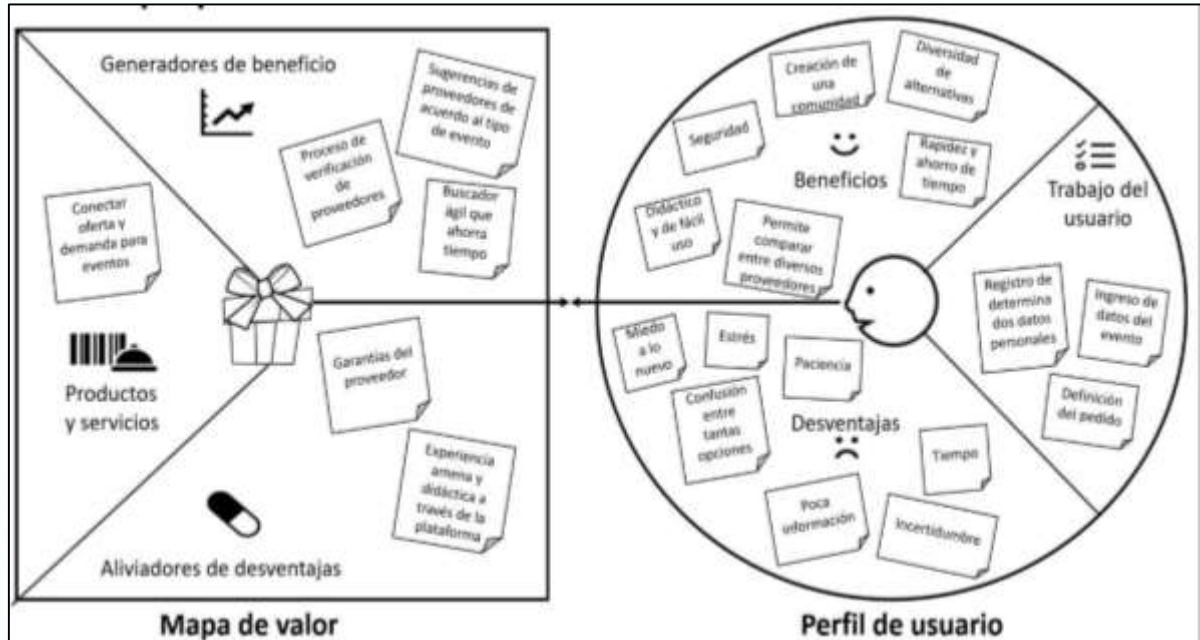 Generadores de beneficio
Sugerencias de
proveedores de
acuerdo al tipo
de evento
Proceso de
verificación
de
proveedores
Buscador
ágil que
ahorra
tiempo
Conectar
oferta y
demanda para
eventos
Productos
y servicios
Garantías del
proveedor
Experiencia
amena y
didáctica a
través de la
plataforma
Aliviadores de desventajas
Mapa de valor
Creación de
una
comunidad
Diversidad
de
alternativas
Seguridad
Beneficios
Rapidez y
ahorro de
tiempo
Didáctico
y de fácil
uso
Permite
comparar
entre diversos
proveedores
Trabajo del
usuario
Registro de
determina
dos datos
personales
Ingreso de
datos del
evento
Definición
del pedido
Miedo
a lo
nuevo
Estrés
Paciencia
Confusión
entre
tantas
opciones
Desventajas
Tiempo
Poca
información
Incertidumbre
Perfil de usuario